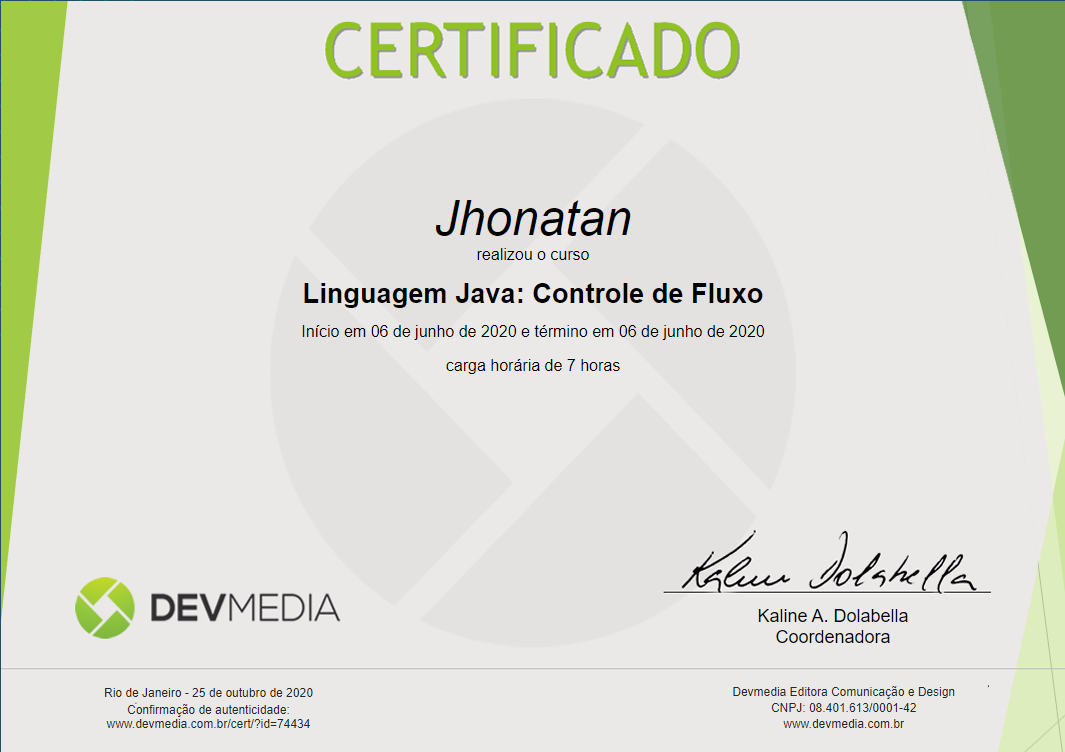 CERTIFICADO
Jhonatan
realizou o curso
Linguagem Java: Controle de Fluxo
Início em 06 de junho de 2020 e término em 06 de junho de 2020
carga horária de 7 horas
Kaline Dolabella
DEVMEDIA
Kaline A. Dolabella
Coordenadora
Rio de Janeiro - 25 de outubro de 2020
Confirmação de autenticidade:
www.devmedia.com.br/cert/?id=74434
Devmedia Editora Comunicação e Design
CNPJ: 08.401.613/0001-42
www.devmedia.com.br